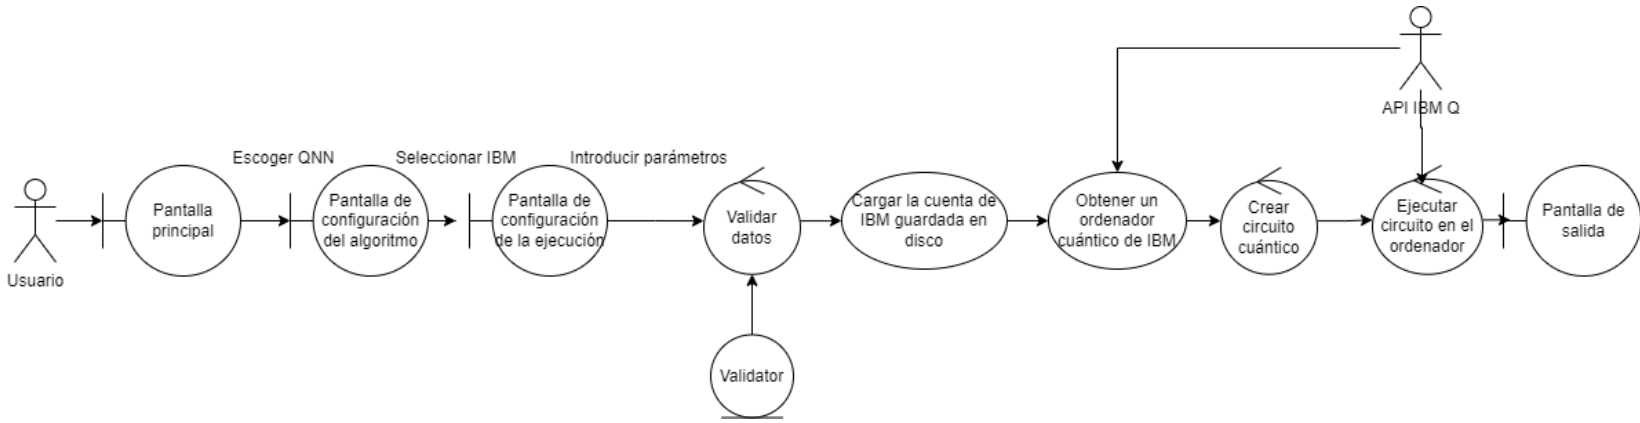 API IBM Q
Escoger QNN
Seleccionar IBM
Introducir parámetros
Usuario
Pantalla
principal
Pantalla de
configuración
del algoritmo
Pantalla de
configuración
de la ejecución
Validar
datos
Cargar la cuenta de
IBM guardada en
disco
Obtener un
ordenador
cuántico de IBM
Crear
circuito
cuántico
Ejecutar
circuito en el
ordenador
Pantalla de
salida
Validator